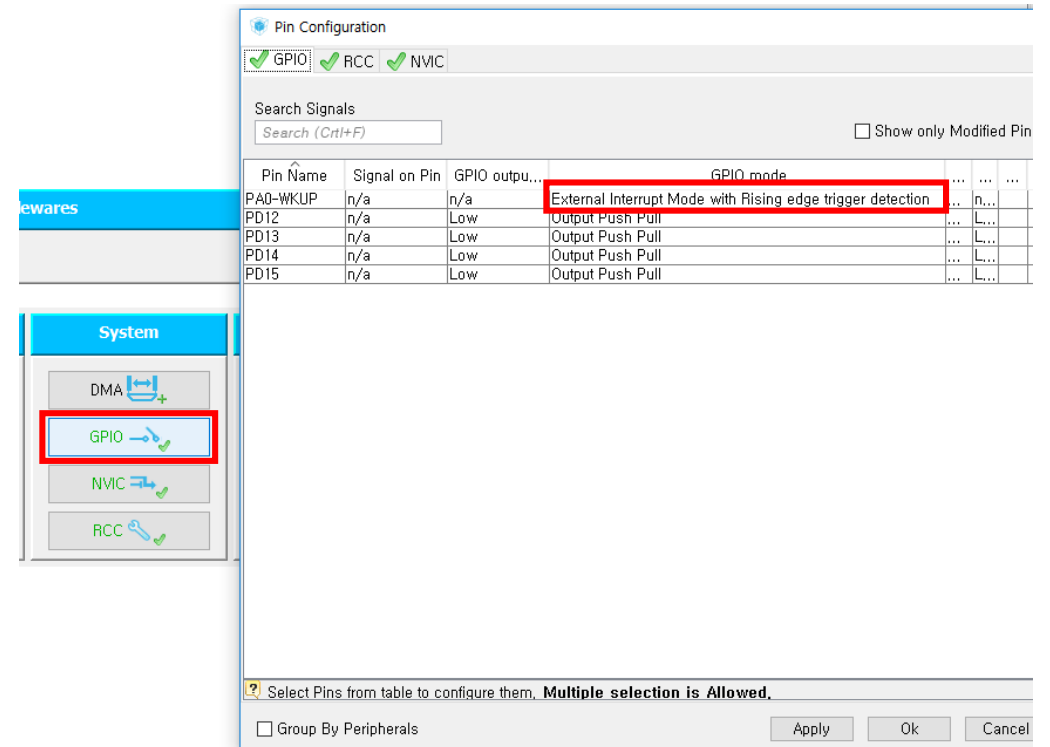 Pin Configuration
GPIO RCC NVIC
Search Signals
Search (Crtl+F)
Show only Modified Pin
Pin Name Signal on Pin GPIO outpu... GPIO mode ... ... ...
PA0-WKUP n/a n/a External Interrupt Mode with Rising edge trigger detection ... n...
PD12 n/a Low Output Push Pull ... L...
PD13 n/a Low Output Push Pull ... L...
PD14 n/a Low Output Push Pull ... L...
PD15 n/a Low Output Push Pull ... L...
ewares
System
DMA
GPIO
NVIC
RCC
Select Pins from table to configure them. Multiple selection is Allowed.
Group By Peripherals
Apply Ok Cancel